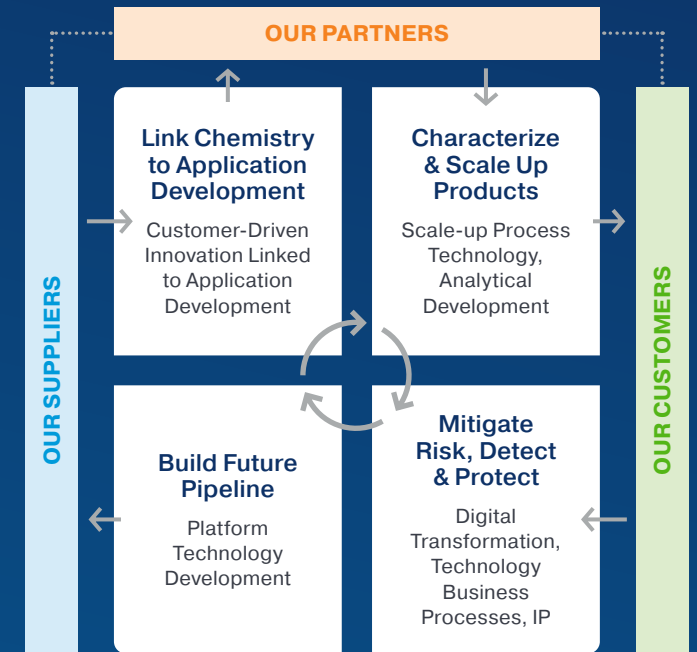 OUR PARTNERS
OUR SUPPLIERS
Link Chemistry
to Application
Development
Customer-Driven
Innovation Linked
to Application
Development
Characterize
& Scale Up
Products
Scale-up Process
Technology,
Analytical
Development
OUR CUSTOMERS
Build Future
Pipeline
Platform
Technology
Development
Mitigate
Risk, Detect
& Protect
Digital
Transformation,
Technology
Business
Processes, IP